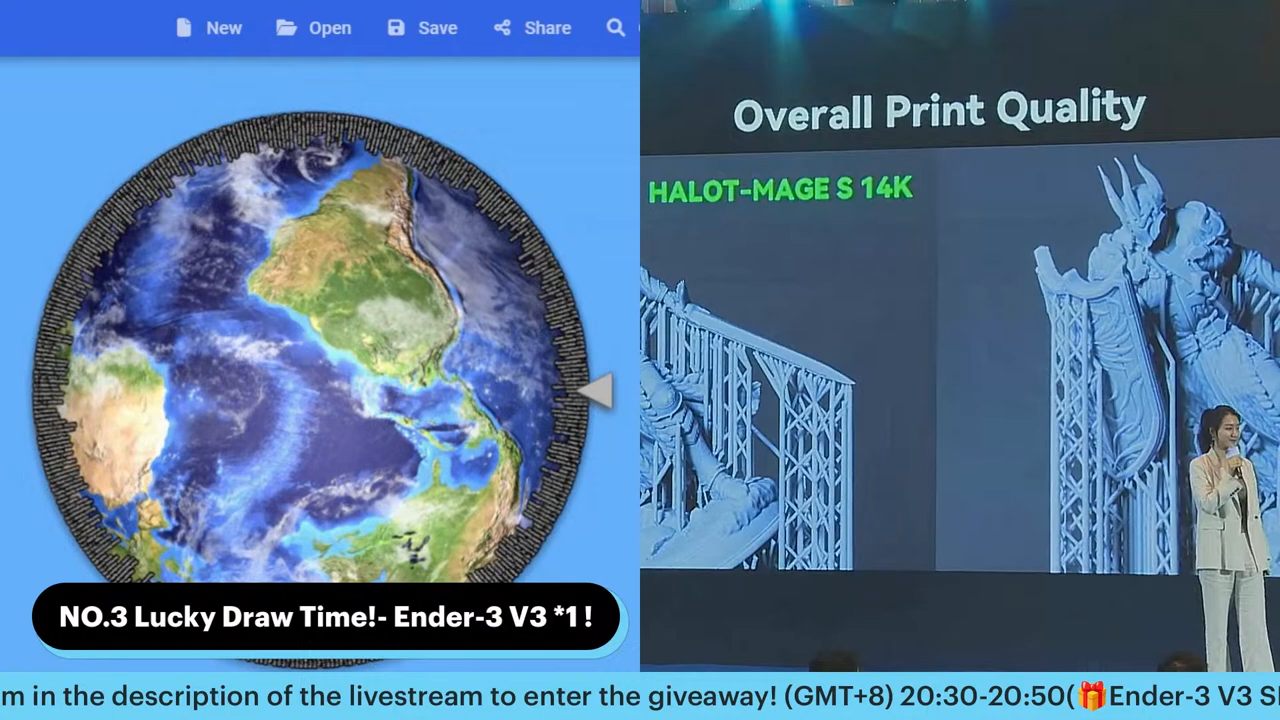 New
Open
Save
Share
Overall Print Quality
HALOT-MAGE S 14K
NO.3 Lucky Draw Time!- Ender-3 V3 *1 !
m in the description of the livestream to enter the giveaway! (GMT+8) 20:30-20:50(🎁Ender-3 V3